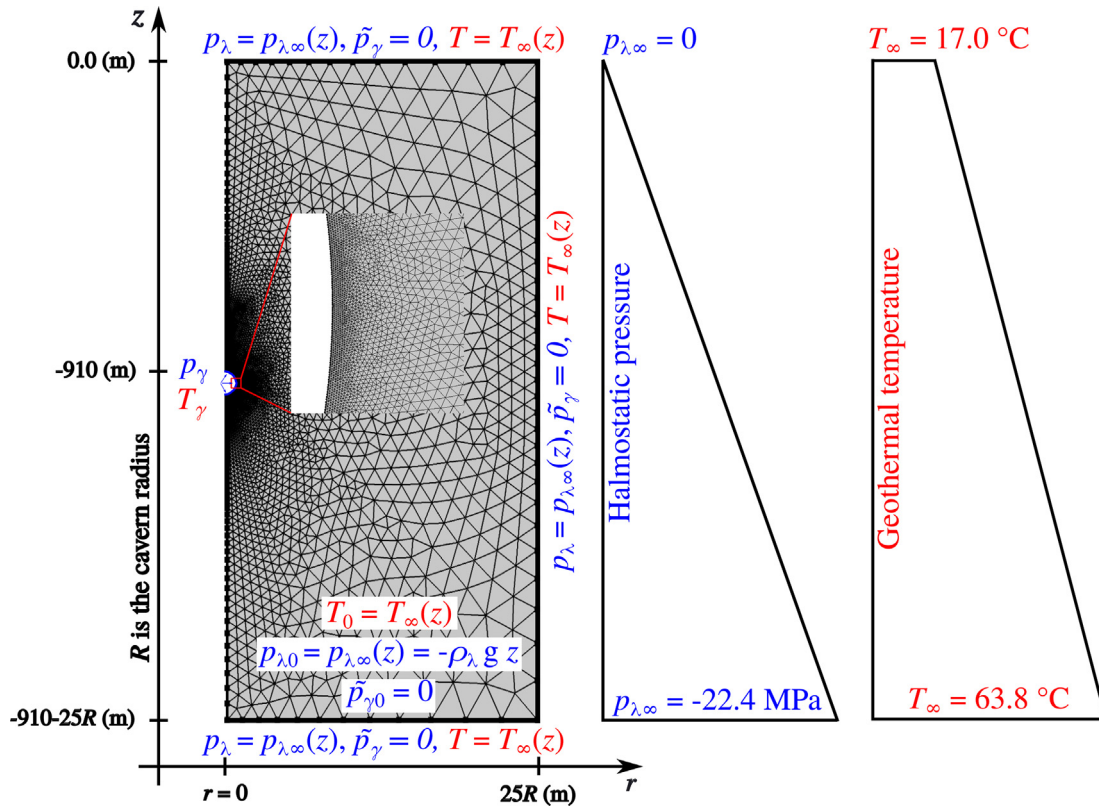 z
p_λ = p_λ∞(z), p̃_γ = 0, T = T_∞(z)
p_λ∞ = 0
T_∞ = 17.0 °C
0.0 (m)
-910 (m)
p_γ
T_γ
R is the cavern radius
p_λ = p_λ∞(z), p̃_γ = 0, T = T_∞(z)
Halmostatic pressure
Geothermal temperature
T_0 = T_∞(z)
p_λ0 = p_λ∞(z) = -ρ_λ g z
p̃_γ0 = 0
p_λ∞ = -22.4 MPa
T_∞ = 63.8 °C
-910-25R (m)
p_λ = p_λ∞(z), p̃_γ = 0, T = T_∞(z)
r = 0
25R (m)
r